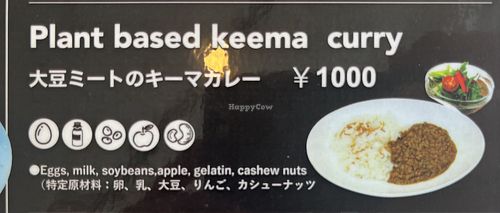 Plant based keema curry
大豆ミートのキーマカレー ￥1000
HappyCow
●Eggs, milk, soybeans,apple, gelatin, cashew nuts
（特定原材料：卵、乳、大豆、りんご、カシューナッツ